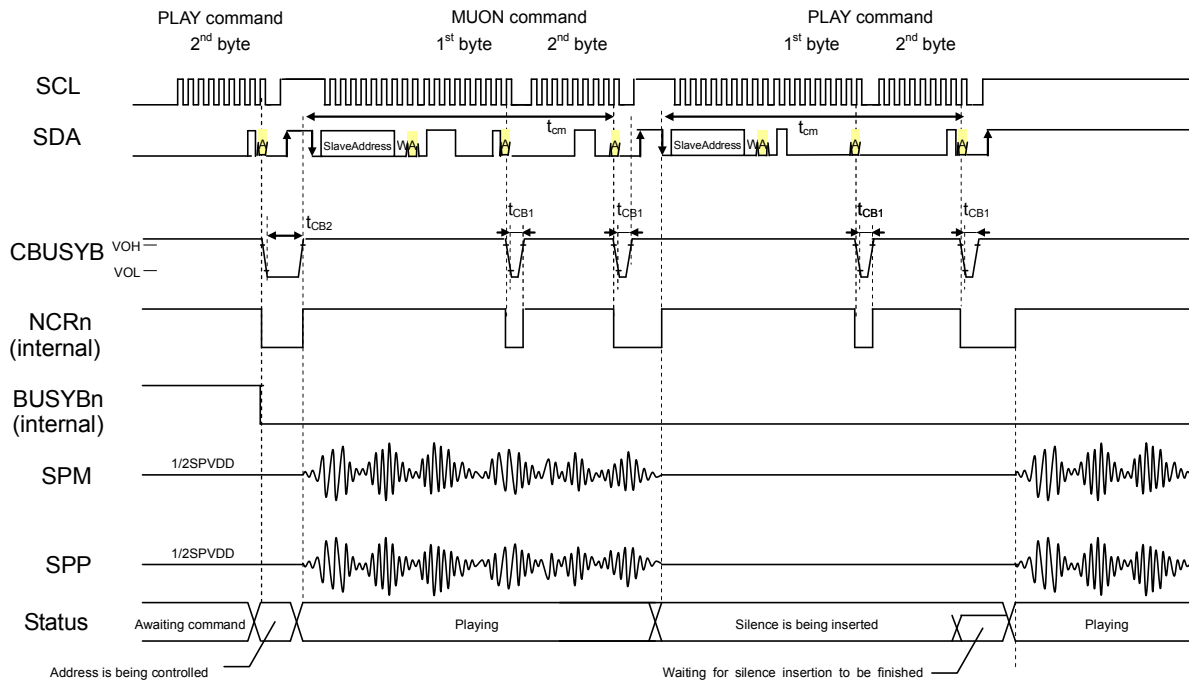 PLAY command
2nd byte
MUON command
1st byte 2nd byte
PLAY command
1st byte 2nd byte
SCL
SDA
A
SlaveAddress W A
A
A
tcm
SlaveAddress W A
A
A
tcm
CBUSYB
VOH
VOL
tCB2
tCB1
tCB1
tCB1
tCB1
NCRn
(internal)
BUSYBn
(internal)
SPM
1/2SPVDD
SPP
1/2SPVDD
Status
Awaiting command
Playing
Silence is being inserted
Playing
Address is being controlled
Waiting for silence insertion to be finished